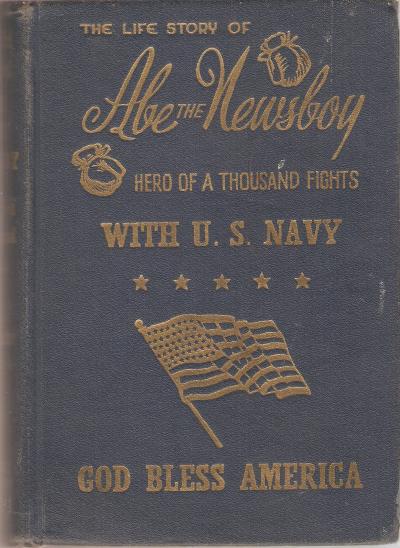 THE LIFE STORY OF
Abe THE Newsboy
HERO OF A THOUSAND FIGHTS
WITH U. S. NAVY
GOD BLESS AMERICA